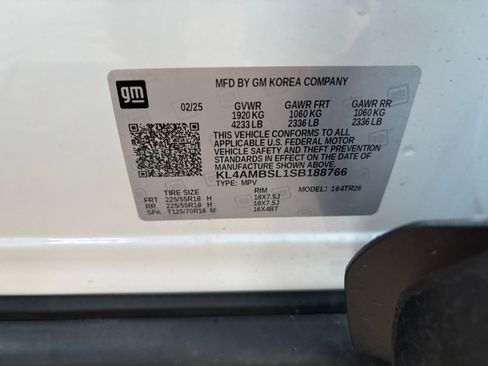 gm
MFD BY GM KOREA COMPANY
02/25 GVWR GAWR FRT GAWR RR
1920 KG 1060 KG 1060 KG
4233 LB 2336 LB 2336 LB
THIS VEHICLE CONFORMS TO ALL
APPLICABLE U.S. FEDERAL MOTOR
VEHICLE SAFETY AND THEFT PREVENTION
STANDARDS IN EFFECT ON THE DATE OF
MANUFACTURE SHOWN ABOVE.
KL4AMBSL1SB188766
TYPE: MPV MODEL: 164TR26
TIRE SIZE RIM
FRT 225/55R18 H 18X7.5J
RR 225/55R18 H 18X7.5J
SPA T125/70R16 M 16X4BT